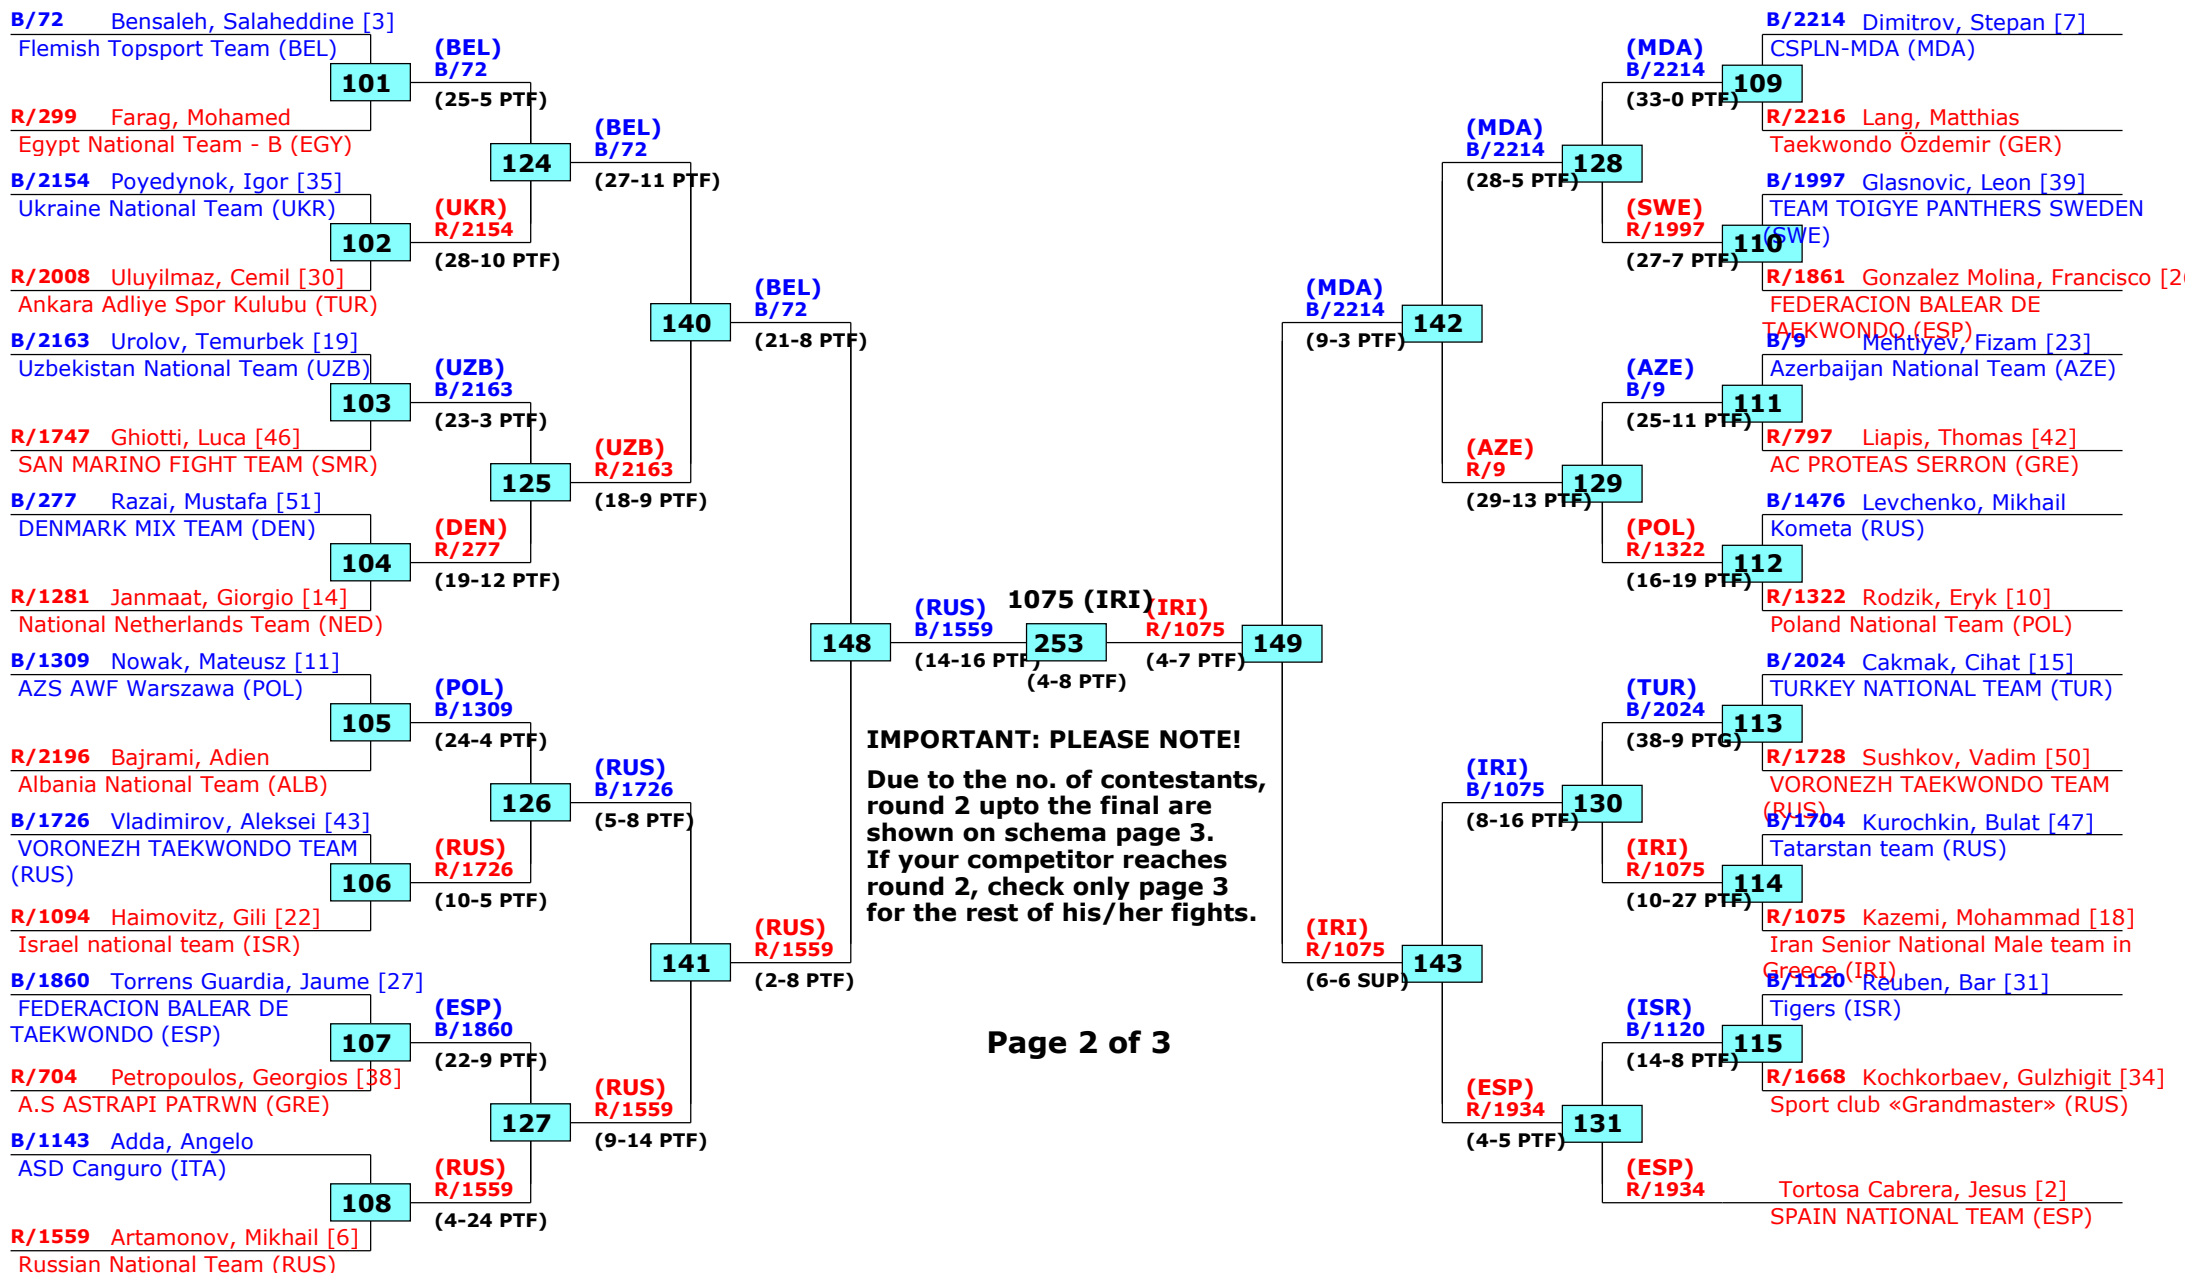 B/72 Bensaleh, Salaheddine [3]
Flemish Topsport Team (BEL)
101
R/299 Farag, Mohamed
Egypt National Team - B (EGY)
B/2154 Poyedynok, Igor [35]
Ukraine National Team (UKR)
102
R/2008 Uluyilmaz, Cemil [30]
Ankara Adliye Spor Kulubu (TUR)
B/2163 Urolov, Temurbek [19]
Uzbekistan National Team (UZB)
103
R/1747 Ghiotti, Luca [46]
SAN MARINO FIGHT TEAM (SMR)
B/277 Razai, Mustafa [51]
DENMARK MIX TEAM (DEN)
104
R/1281 Janmaat, Giorgio [14]
National Netherlands Team (NED)
B/1309 Nowak, Mateusz [11]
AZS AWF Warszawa (POL)
105
R/2196 Bajrami, Adien
Albania National Team (ALB)
B/1726 Vladimirov, Aleksei [43]
VORONEZH TAEKWONDO TEAM
(RUS)
106
R/1094 Haimovitz, Gili [22]
Israel national team (ISR)
B/1860 Torrens Guardia, Jaume [27]
FEDERACION BALEAR DE
TAEKWONDO (ESP)
107
R/704 Petropoulos, Georgios [38]
A.S ASTRAPI PATRWN (GRE)
B/1143 Adda, Angelo
ASD Canguro (ITA)
108
R/1559 Artamonov, Mikhail [6]
Russian National Team (RUS)
(BEL)
B/72
(25-5 PTF)
124
(UKR)
R/2154
(28-10 PTF)
(UZB)
B/2163
(23-3 PTF)
125
(DEN)
R/277
(19-12 PTF)
(POL)
B/1309
(24-4 PTF)
126
(RUS)
R/1726
(10-5 PTF)
(ESP)
B/1860
(22-9 PTF)
127
(RUS)
R/1559
(4-24 PTF)
(BEL)
B/72
(27-11 PTF)
140
(UZB)
R/2163
(18-9 PTF)
(RUS)
B/1726
(5-8 PTF)
141
(RUS)
R/1559
(9-14 PTF)
(BEL)
B/72
(21-8 PTF)
148
(RUS)
R/1559
(2-8 PTF)
(RUS)
B/1559
(14-16 PTF)
1075 (IRI)
253
(4-8 PTF)
(IRI)
R/1075
(4-7 PTF)
149
IMPORTANT: PLEASE NOTE!
Due to the no. of contestants,
round 2 upto the final are
shown on schema page 3.
If your competitor reaches
round 2, check only page 3
for the rest of his/her fights.
Page 2 of 3
(MDA)
B/2214
(9-3 PTF)
142
(IRI)
R/1075
(6-6 SUP)
143
(MDA)
B/2214
(28-5 PTF)
128
(AZE)
R/9
(29-13 PTF)
129
(IRI)
B/1075
(8-16 PTF)
130
(ESP)
R/1934
(4-5 PTF)
131
(MDA)
B/2214
(33-0 PTF)
109
(SWE)
R/1997
(27-7 PTF)
110
(AZE)
B/9
(25-11 PTF)
111
(POL)
R/1322
(16-19 PTF)
112
(TUR)
B/2024
(38-9 PTG)
113
(IRI)
R/1075
(10-27 PTF)
114
(ISR)
B/1120
(14-8 PTF)
115
(ESP)
R/1934
B/2214 Dimitrov, Stepan [7]
CSPLN-MDA (MDA)
R/2216 Lang, Matthias
Taekwondo Özdemir (GER)
B/1997 Glasnovic, Leon [39]
TEAM TOIGYE PANTHERS SWEDEN
(SWE)
R/1861 Gonzalez Molina, Francisco
FEDERACION BALEAR DE
TAEKWONDO (ESP)
B/9 Mehtiyev, Fizam [23]
Azerbaijan National Team (AZE)
R/797 Liapis, Thomas [42]
AC PROTEAS SERRON (GRE)
B/1476 Levchenko, Mikhail
Kometa (RUS)
R/1322 Rodzik, Eryk [10]
Poland National Team (POL)
B/2024 Cakmak, Cihat [15]
TURKEY NATIONAL TEAM (TUR)
R/1728 Sushkov, Vadim [50]
VORONEZH TAEKWONDO TEAM
(RUS)
B/1704 Kurochkin, Bulat [47]
Tatarstan team (RUS)
R/1075 Kazemi, Mohammad [18]
Iran Senior National Male team in
Greece (IRI)
B/1120 Reuben, Bar [31]
Tigers (ISR)
R/1668 Kochkorbaev, Gulzhigit [34]
Sport club «Grandmaster» (RUS)
Tortosa Cabrera, Jesus [2]
SPAIN NATIONAL TEAM (ESP)